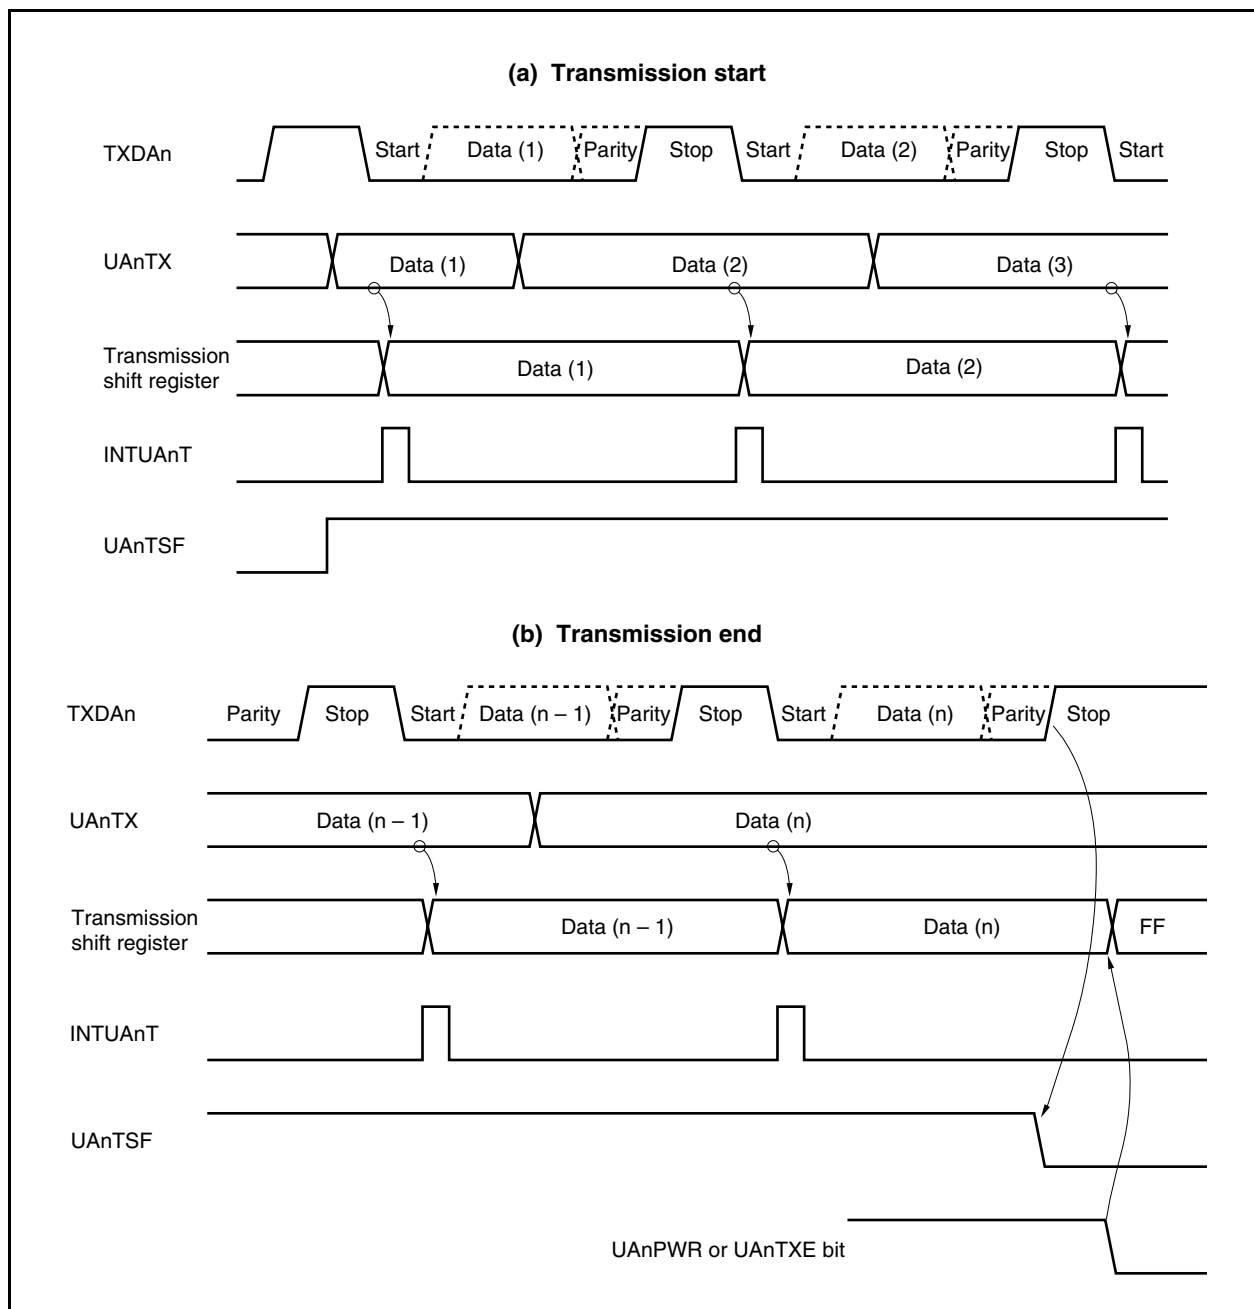 (a) Transmission start
TXDAn
Start Data (1) Parity Stop Start Data (2) Parity Stop Start
UAnTX
Data (1) Data (2) Data (3)
Transmission
shift register
Data (1) Data (2)
INTUAnT
UAnTSF
(b) Transmission end
TXDAn
Parity Stop Start Data (n – 1) Parity Stop Start Data (n) Parity Stop
UAnTX
Data (n – 1) Data (n)
Transmission
shift register
Data (n – 1) Data (n) FF
INTUAnT
UAnTSF
UAnPWR or UAnTXE bit